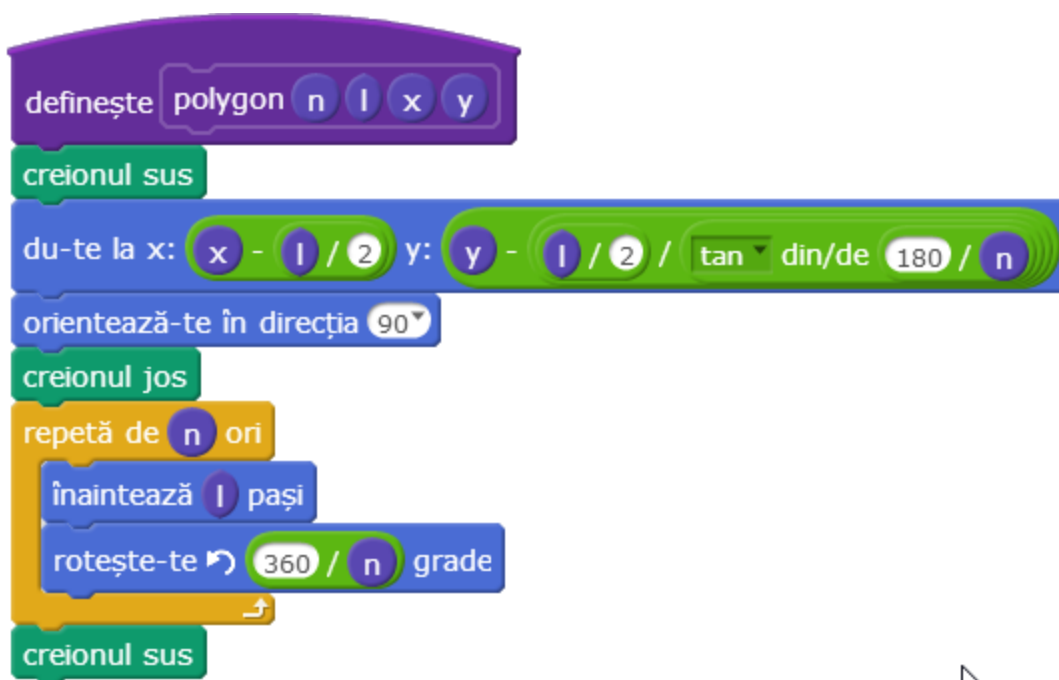 definește polygon n l x y
creionul sus
du-te la x: x - l / 2 y: y - l / 2 / tan din/de 180 / n
orientează-te în direcția 90
creionul jos
repetă de n ori
înaintează l pași
rotește-te 360 / n grade
creionul sus